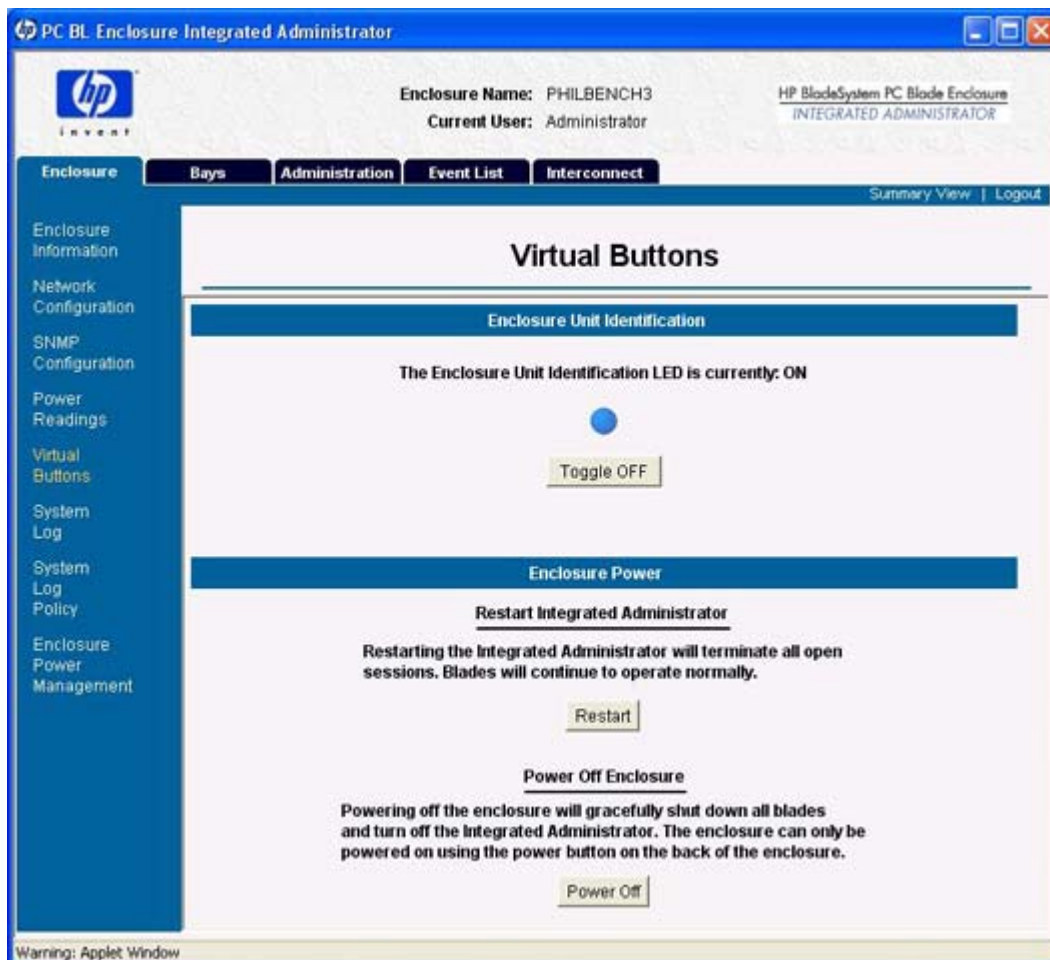 PC BL Enclosure Integrated Administrator
hp
invent
Enclosure Name: PHILBENCH3
Current User: Administrator
HP BladeSystem PC Blade Enclosure
INTEGRATED ADMINISTRATOR
Enclosure Bays Administration Event List Interconnect
Summary View | Logout
Enclosure
Information
Network
Configuration
SNMP
Configuration
Power
Readings
Virtual
Buttons
System
Log
System
Log
Policy
Enclosure
Power
Management
Virtual Buttons
Enclosure Unit Identification
The Enclosure Unit Identification LED is currently: ON
Toggle OFF
Enclosure Power
Restart Integrated Administrator
Restarting the Integrated Administrator will terminate all open
sessions. Blades will continue to operate normally.
Restart
Power Off Enclosure
Powering off the enclosure will gracefully shut down all blades
and turn off the Integrated Administrator. The enclosure can only be
powered on using the power button on the back of the enclosure.
Power Off
Warning: Applet Window